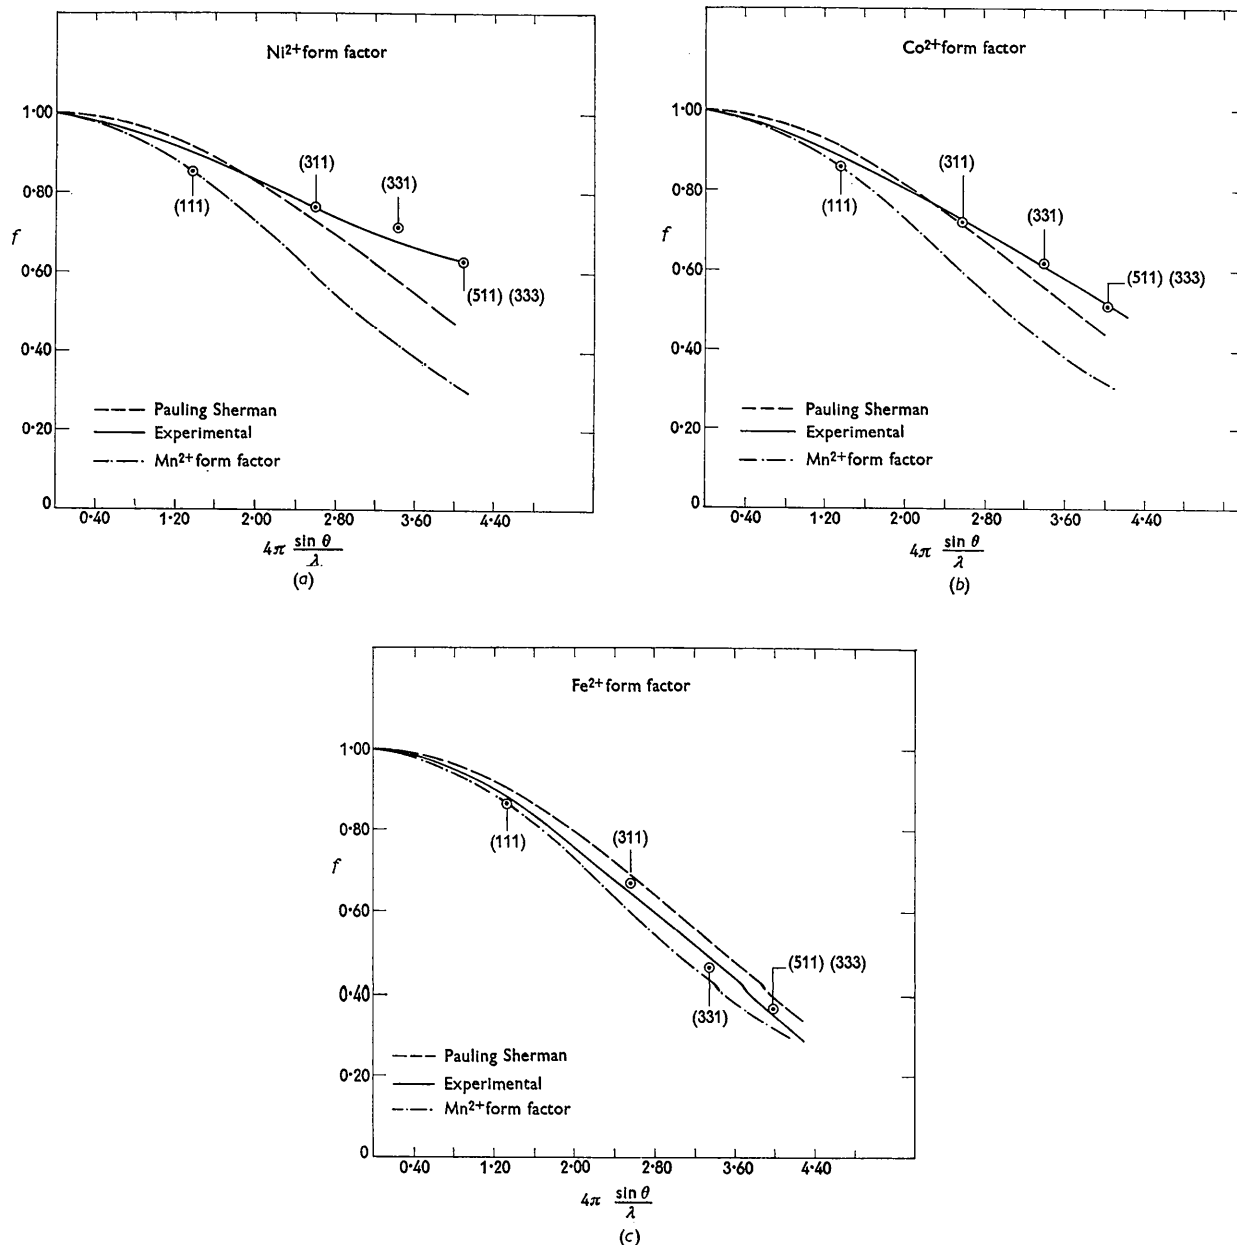 Ni²⁺ form factor
1·00
0·80
f
0·60
0·40
0·20
0
(111)
(311)
(331)
(511) (333)
Pauling Sherman
Experimental
Mn²⁺ form factor
0·40 1·20 2·00 2·80 3·60 4·40
4π sin θ / λ
(a)
Co²⁺ form factor
1·00
0·80
f
0·60
0·40
0·20
0
(111)
(311)
(331)
(511) (333)
Pauling Sherman
Experimental
Mn²⁺ form factor
0·40 1·20 2·00 2·80 3·60 4·40
4π sin θ / λ
(b)
Fe²⁺ form factor
1·00
0·80
f
0·60
0·40
0·20
0
(111)
(311)
(331)
(511) (333)
Pauling Sherman
Experimental
Mn²⁺ form factor
0·40 1·20 2·00 2·80 3·60 4·40
4π sin θ / λ
(c)